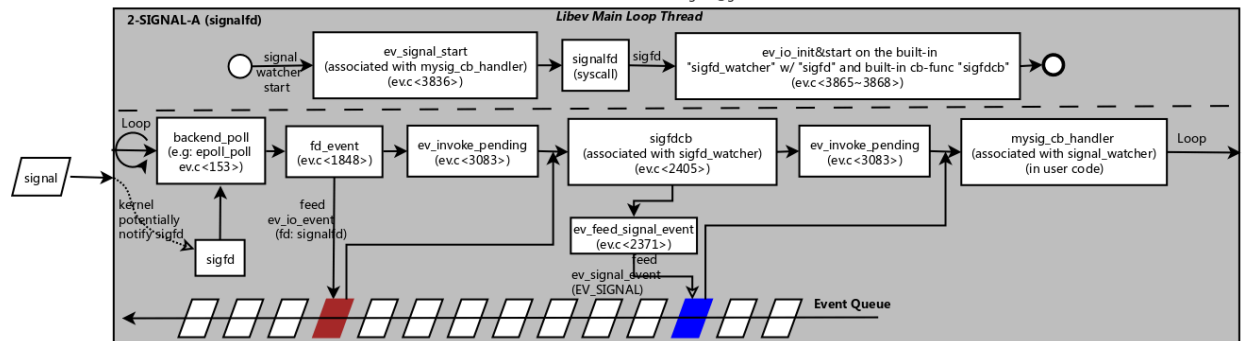 2-SIGNAL-A (signalfd)
Libev Main Loop Thread
signal
watcher
start
ev_signal_start
(associated with mysig_cb_handler)
(ev.c <3836>)
signalfd
(syscall)
sigfd
ev_io_init&start on the built-in
"sigfd_watcher" w/ "sigfd" and built-in cb-func "sigfdcb"
(ev.c <3865~3868>)
Loop
backend_poll
(e.g: epoll_poll
ev.c<153>)
fd_event
(ev.c<1848>)
ev_invoke_pending
(ev.c<3083>)
sigfdcb
(associated with sigfd_watcher)
(ev.c<2405>)
ev_invoke_pending
(ev.c<3083>)
mysig_cb_handler
(associated with signal_watcher)
(in user code)
Loop
signal
kernel
potentially
notify sigfd
sigfd
feed
ev_io_event
(fd: signalfd)
ev_feed_signal_event
(ev.c<2371>)
feed
ev_signal_event
(EV_SIGNAL)
Event Queue